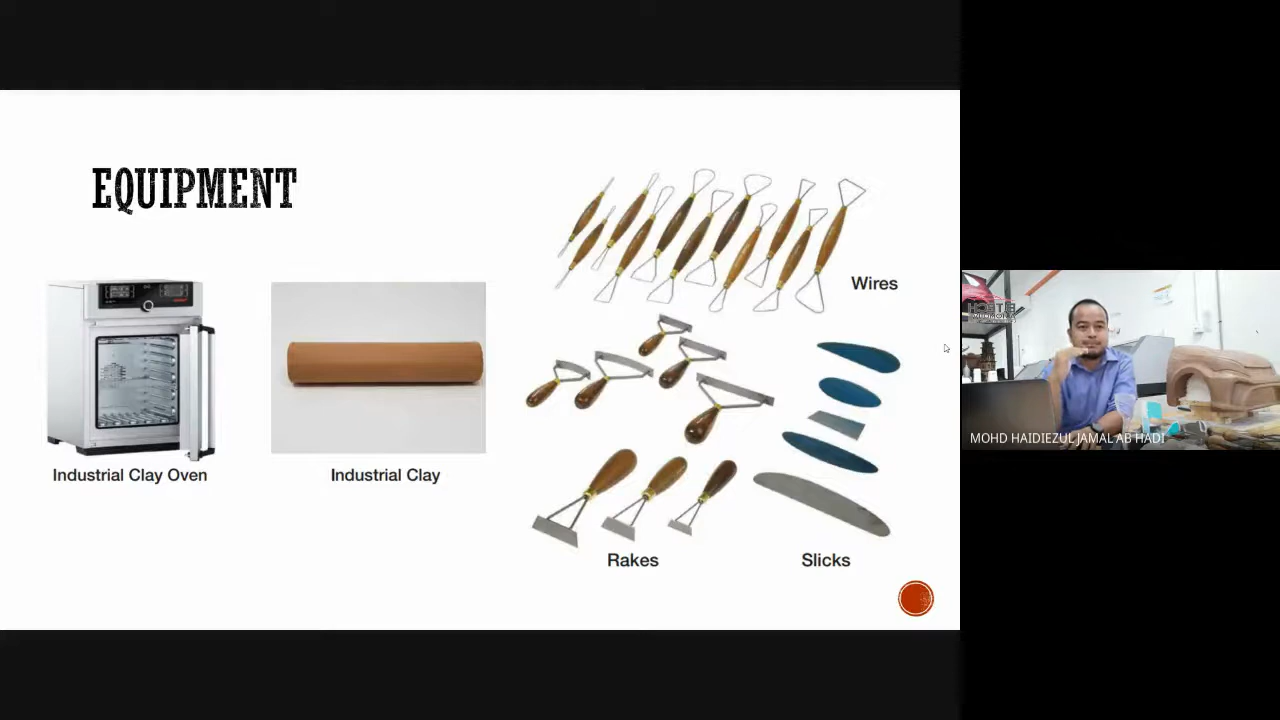 EQUIPMENT
Wires
Industrial Clay Oven
Industrial Clay
Rakes
Slicks
MOHD HAIDIEZUL JAMAL AB HADI